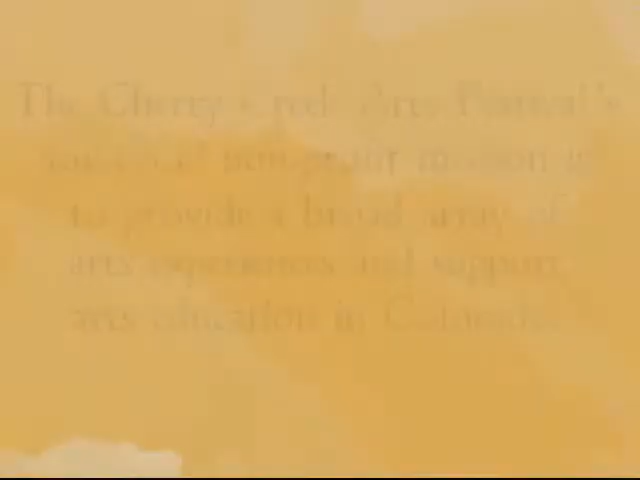 The Cherry Creek Arts Festival's
non-profit mission is
to provide a broad array of
arts experiences and support
arts education in Colorado.